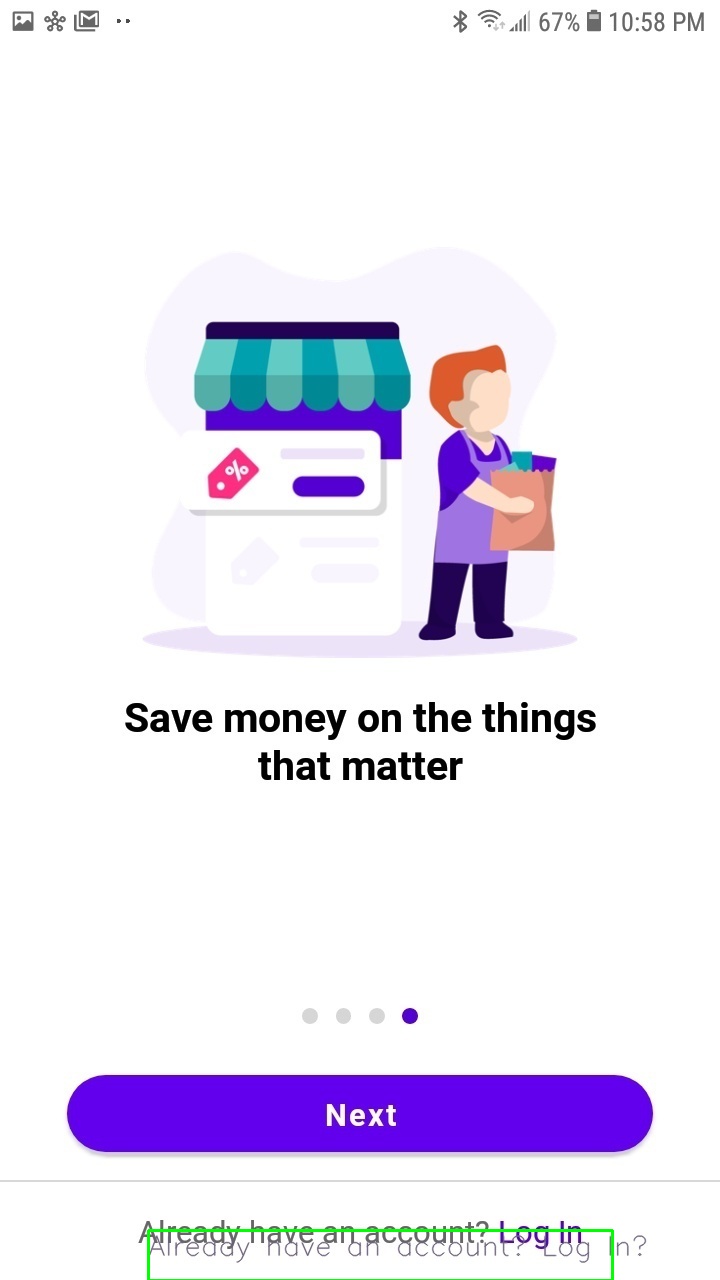 67% 10:58 PM
%
Save money on the things
that matter
Next
Already have an account? Log In
Already have an account? Log In?